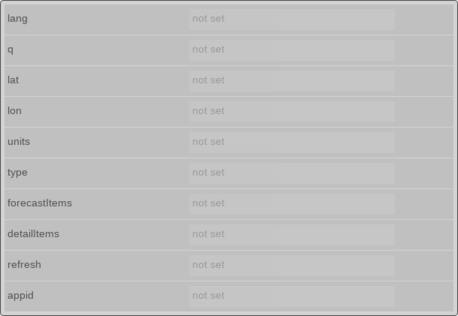 lang not set
q not set
lat not set
lon not set
units not set
type not set
forecastItems not set
detailItems not set
refresh not set
appid not set